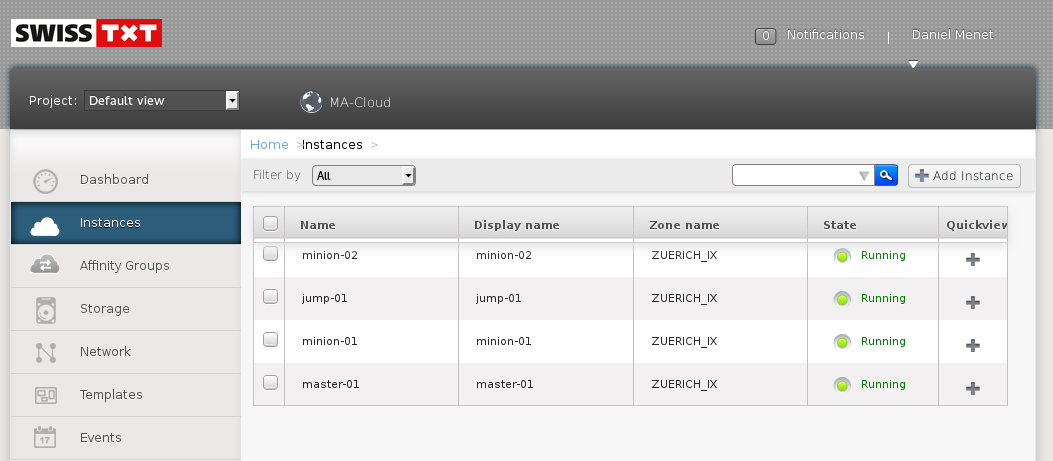 SWISS TXT
0 Notifications | Daniel Menet
Project: Default view
MA-Cloud
Home > Instances >
Filter by All
Add Instance
Dashboard
Instances
Affinity Groups
Storage
Network
Templates
17 Events
Name Display name Zone name State Quickview
minion-02 minion-02 ZUERICH_IX Running
jump-01 jump-01 ZUERICH_IX Running
minion-01 minion-01 ZUERICH_IX Running
master-01 master-01 ZUERICH_IX Running